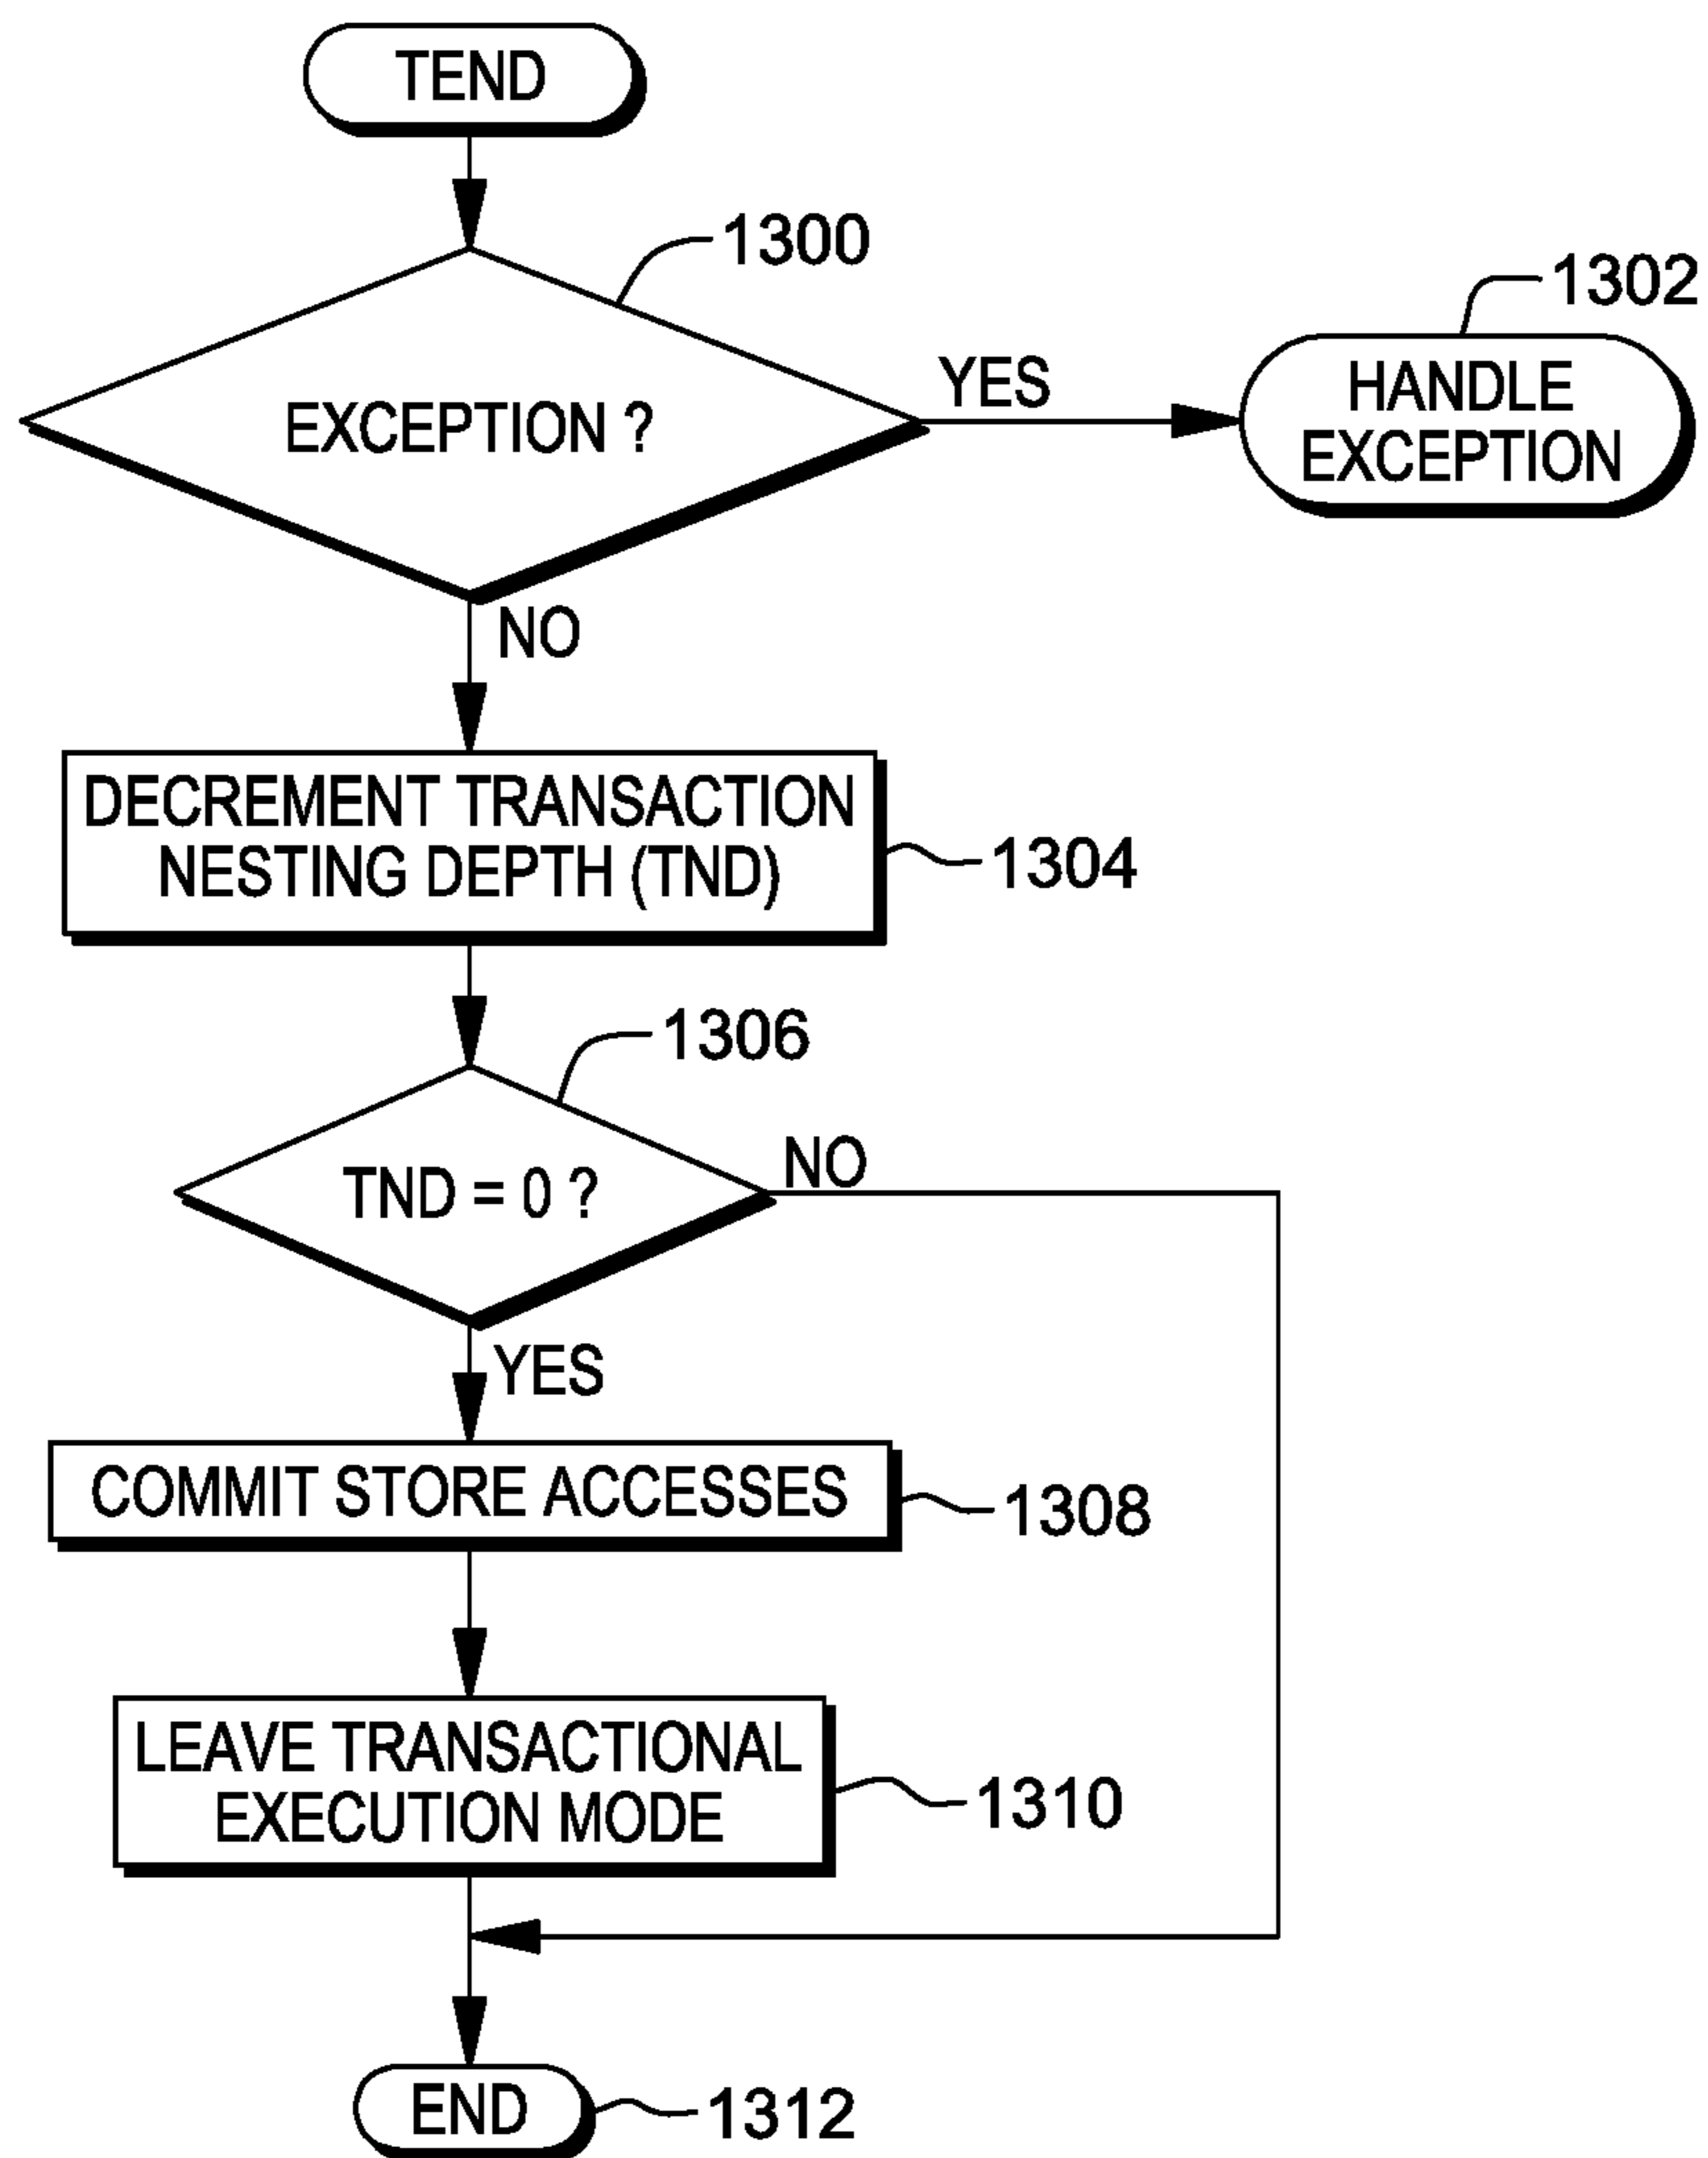 TEND
1300
1302
EXCEPTION ?
YES
HANDLE
EXCEPTION
NO
DECREMENT TRANSACTION
NESTING DEPTH (TND)
1304
1306
TND = 0 ?
NO
YES
COMMIT STORE ACCESSES
1308
LEAVE TRANSACTIONAL
EXECUTION MODE
1310
END
1312